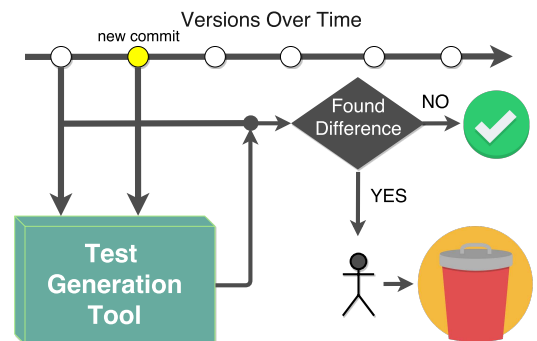 Versions Over Time
new commit
Found
Difference
NO
YES
Test
Generation
Tool